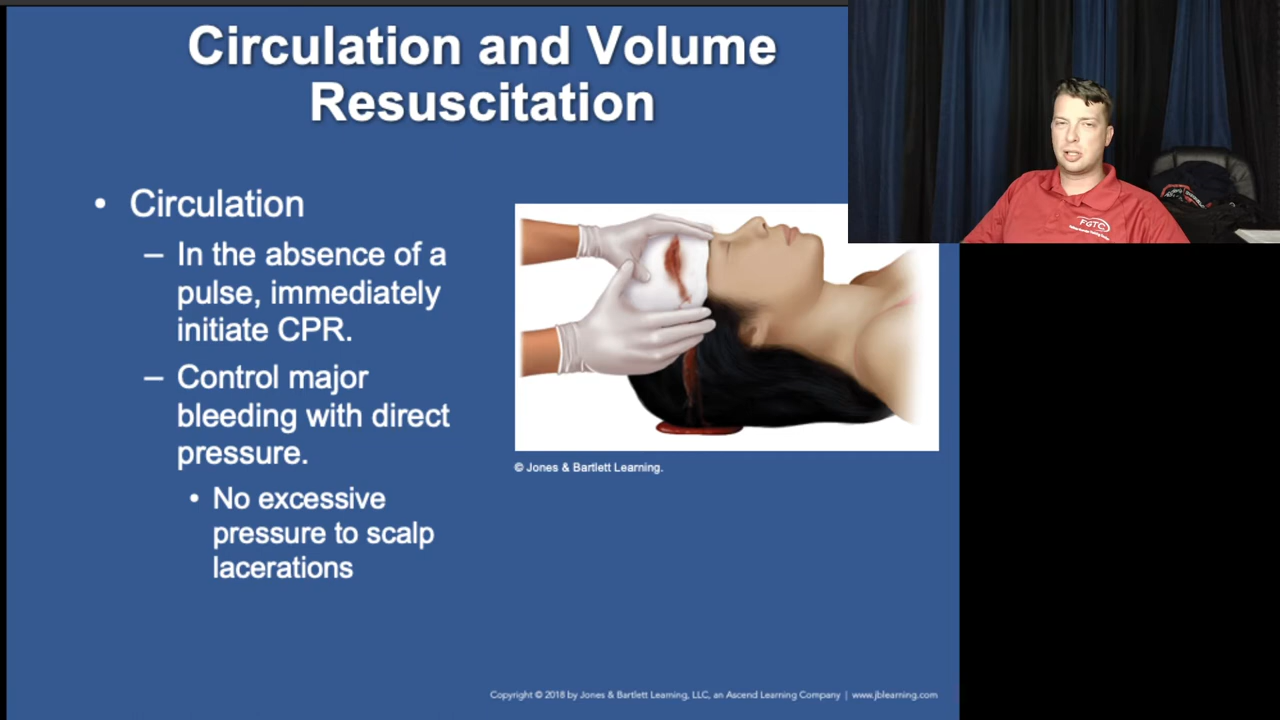 Circulation and Volume
Resuscitation
• Circulation
– In the absence of a
pulse, immediately
initiate CPR.
– Control major
bleeding with direct
pressure.
• No excessive
pressure to scalp
lacerations
© Jones & Bartlett Learning.
FGTC
Copyright © 2018 by Jones & Bartlett Learning, LLC, an Ascend Learning Company | www.jblearning.com